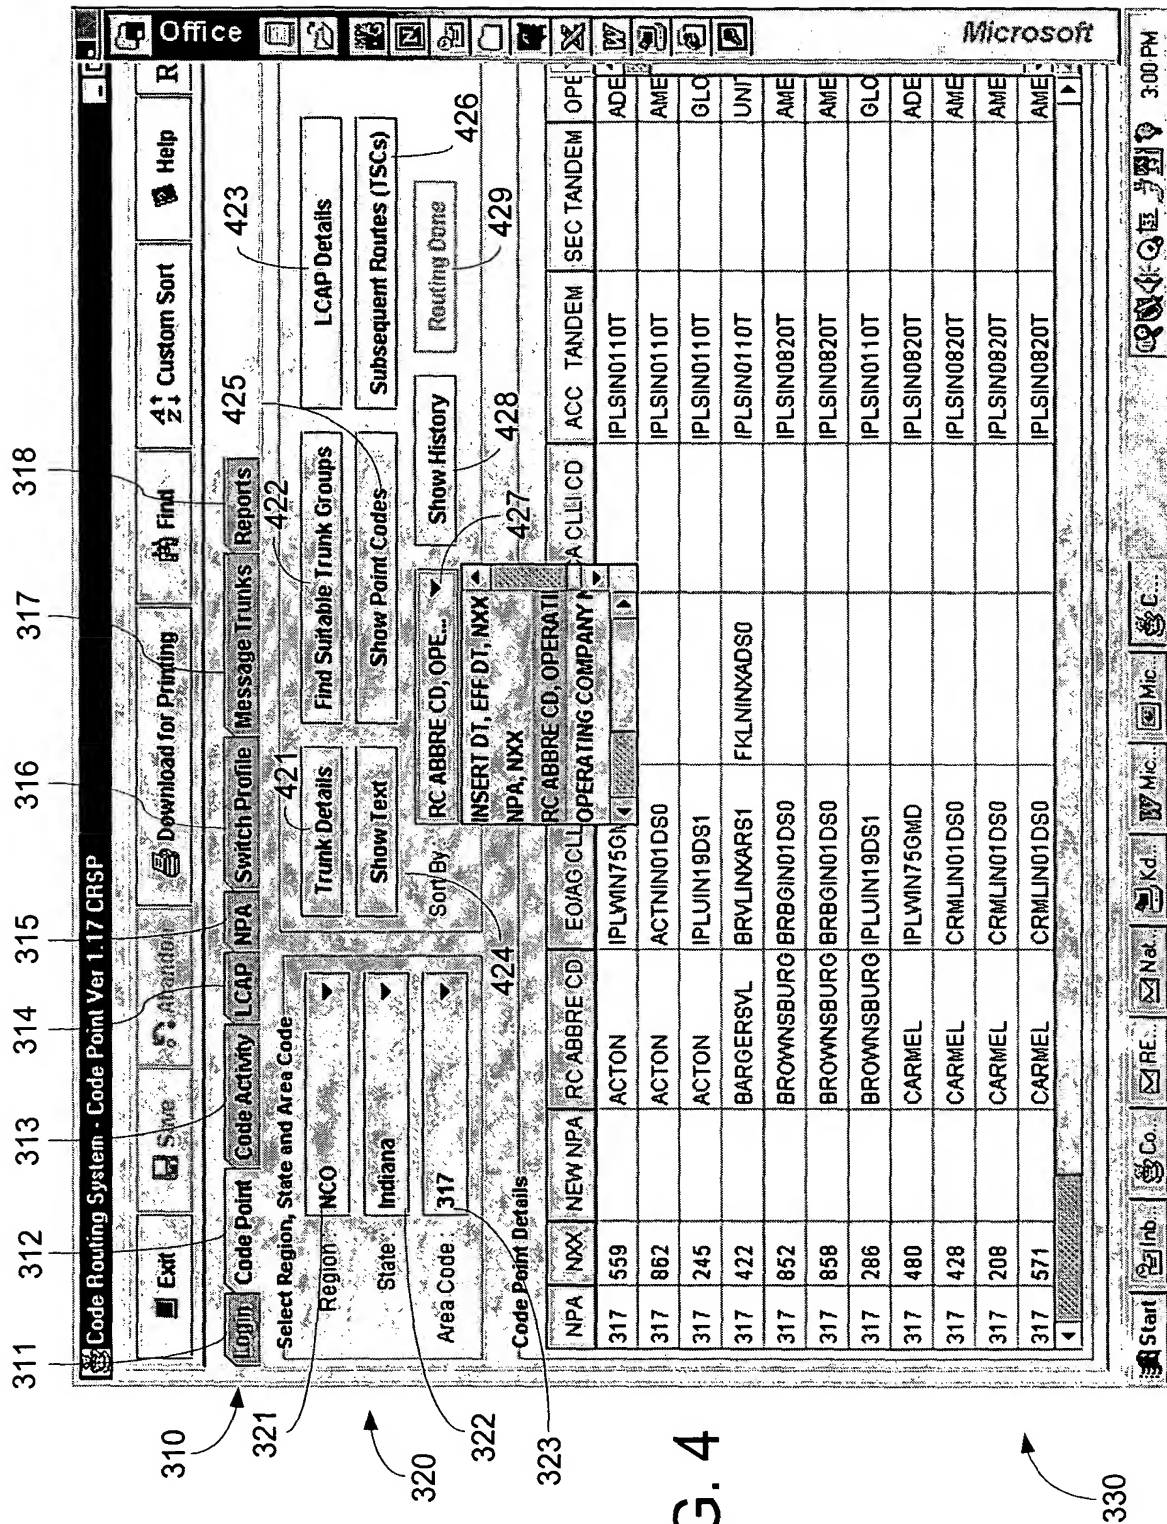 311 312 313 314 315 316 317 318
Code Routing System - Code Point Ver 1.17 CRSP
Exit Save Abandon Download for Printing Find Custom Sort Help R
Office
310
Login Code Point Code Activity LCAP NPA Switch Profile Message Trunks Reports
Select Region, State and Area Code
321 Region : NCO
320
322 State : Indiana
323 Area Code : 317
421 Trunk Details
422 Find Suitable Trunk Groups
423 LCAP Details
424 Show Text
425 Show Point Codes
426 Subsequent Routes (TSCs)
Sort By RC ABBRE CD, OPE... 427
Show History 428
Routing Done 429
INSERT DT, EFF DT, NXX
NPA, NXX
RC ABBRE CD, OPERATI
OPERATING COMPANY N
Code Point Details
NPA NXX NEW NPA RC ABBRE CD EO/AG CLL CA CLLI CD ACC TANDEM SEC TANDEM OPE
317 559 ACTON IPLWIN75GM IPLSIN0110T ADE
317 862 ACTON ACTNIN01DS0 IPLSIN0110T AME
317 245 ACTON IPLUIN19DS1 IPLSIN0110T GLO
317 422 BARGERSVL BRVLINXARS1 FKLNINXADS0 IPLSIN0110T UNI
317 852 BROWNSBURG BRBGIN01DS0 IPLSIN0820T AME
317 858 BROWNSBURG BRBGIN01DS0 IPLSIN0820T AME
317 286 BROWNSBURG IPLUIN19DS1 IPLSIN0110T GLO
317 480 CARMEL IPLWIN75GMD IPLSIN0820T ADE
317 428 CARMEL CRMLIN01DS0 IPLSIN0820T AME
317 208 CARMEL CRMLIN01DS0 IPLSIN0820T AME
317 571 CARMEL CRMLIN01DS0 IPLSIN0820T AME
Microsoft
Start Inb... Co... RE... Nat... Kd... Mic... Mic... C... 3:00 PM
330
G. 4